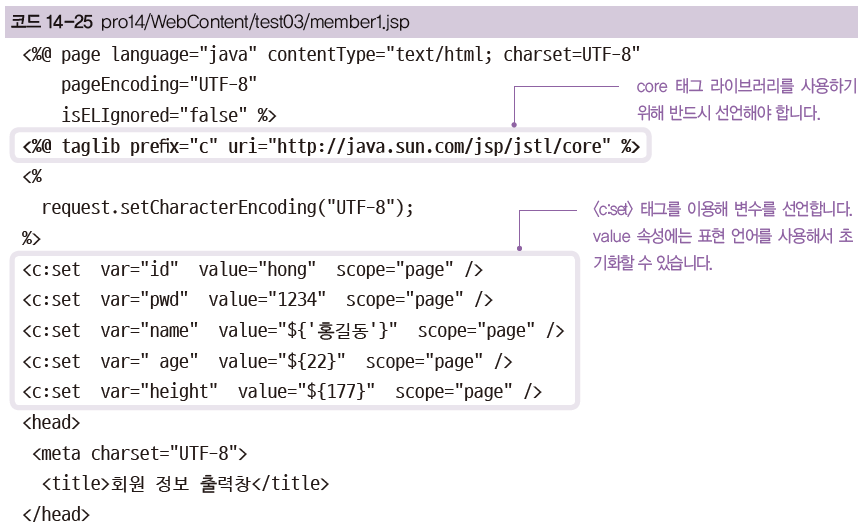 코드 14-25 pro14/WebContent/test03/member1.jsp
<%@ page language="java" contentType="text/html; charset=UTF-8"
pageEncoding="UTF-8"
isELIgnored="false" %>
core 태그 라이브러리를 사용하기
위해 반드시 선언해야 합니다.
<%@ taglib prefix="c" uri="http://java.sun.com/jsp/jstl/core" %>
<%
request.setCharacterEncoding("UTF-8");
%>
<c:set> 태그를 이용해 변수를 선언합니다.
value 속성에는 표현 언어를 사용해서 초
기화할 수 있습니다.
<c:set var="id" value="hong" scope="page" />
<c:set var="pwd" value="1234" scope="page" />
<c:set var="name" value="${'홍길동'}" scope="page" />
<c:set var=" age" value="${22}" scope="page" />
<c:set var="height" value="${177}" scope="page" />
<head>
<meta charset="UTF-8">
<title>회원 정보 출력창</title>
</head>